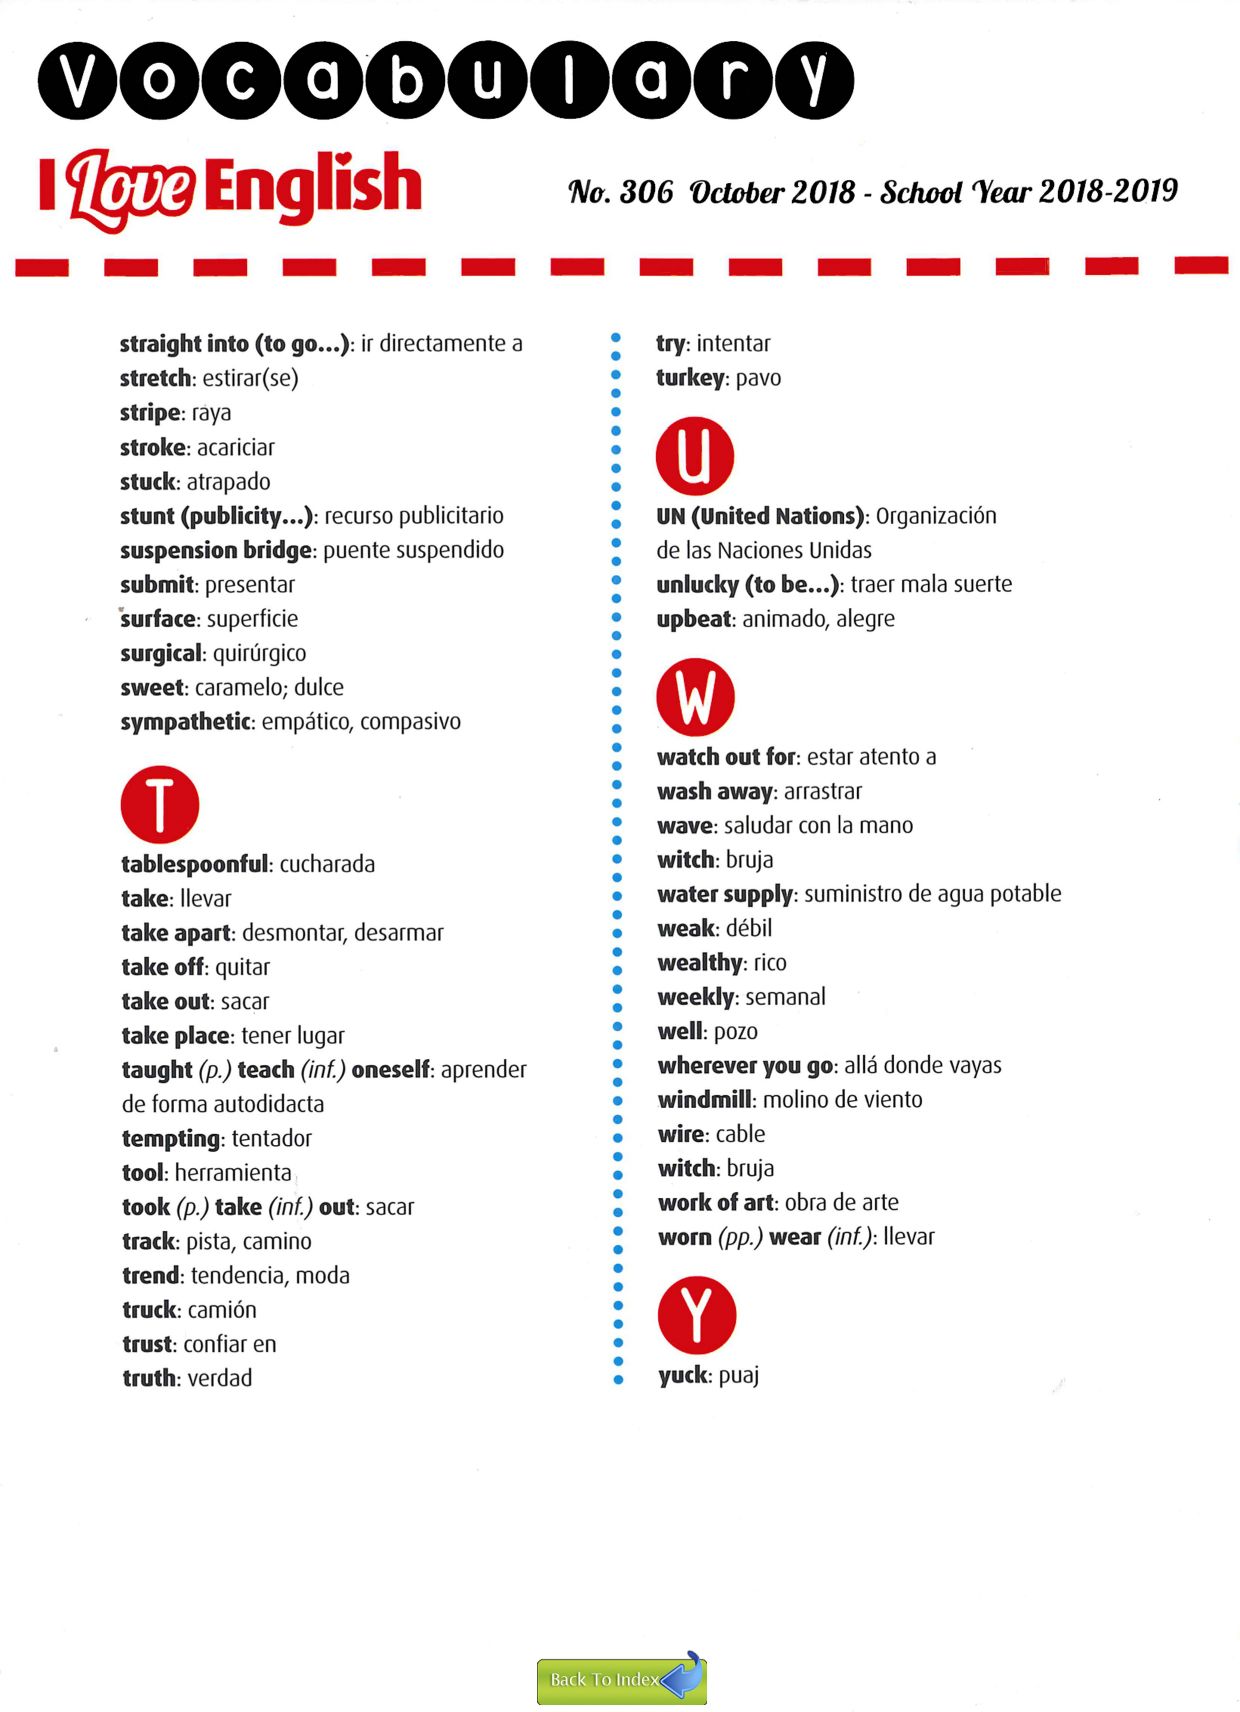 Vocabulary
I Love English
No. 306 October 2018 - School Year 2018-2019
straight into (to go...): ir directamente a
stretch: estirar(se)
stripe: raya
stroke: acariciar
stuck: atrapado
stunt (publicity...): recurso publicitario
suspension bridge: puente suspendido
submit: presentar
surface: superficie
surgical: quirúrgico
sweet: caramelo; dulce
sympathetic: empático, compasivo
T
tablespoonful: cucharada
take: llevar
take apart: desmontar, desarmar
take off: quitar
take out: sacar
take place: tener lugar
taught (p.) teach (inf.) oneself: aprender
de forma autodidacta
tempting: tentador
tool: herramienta
took (p.) take (inf.) out: sacar
track: pista, camino
trend: tendencia, moda
truck: camión
trust: confiar en
truth: verdad
try: intentar
turkey: pavo
U
UN (United Nations): Organización
de las Naciones Unidas
unlucky (to be...): traer mala suerte
upbeat: animado, alegre
W
watch out for: estar atento a
wash away: arrastrar
wave: saludar con la mano
witch: bruja
water supply: suministro de agua potable
weak: débil
wealthy: rico
weekly: semanal
well: pozo
wherever you go: allá donde vayas
windmill: molino de viento
wire: cable
witch: bruja
work of art: obra de arte
worn (pp.) wear (inf.): llevar
Y
yuck: puaj
Back To Index